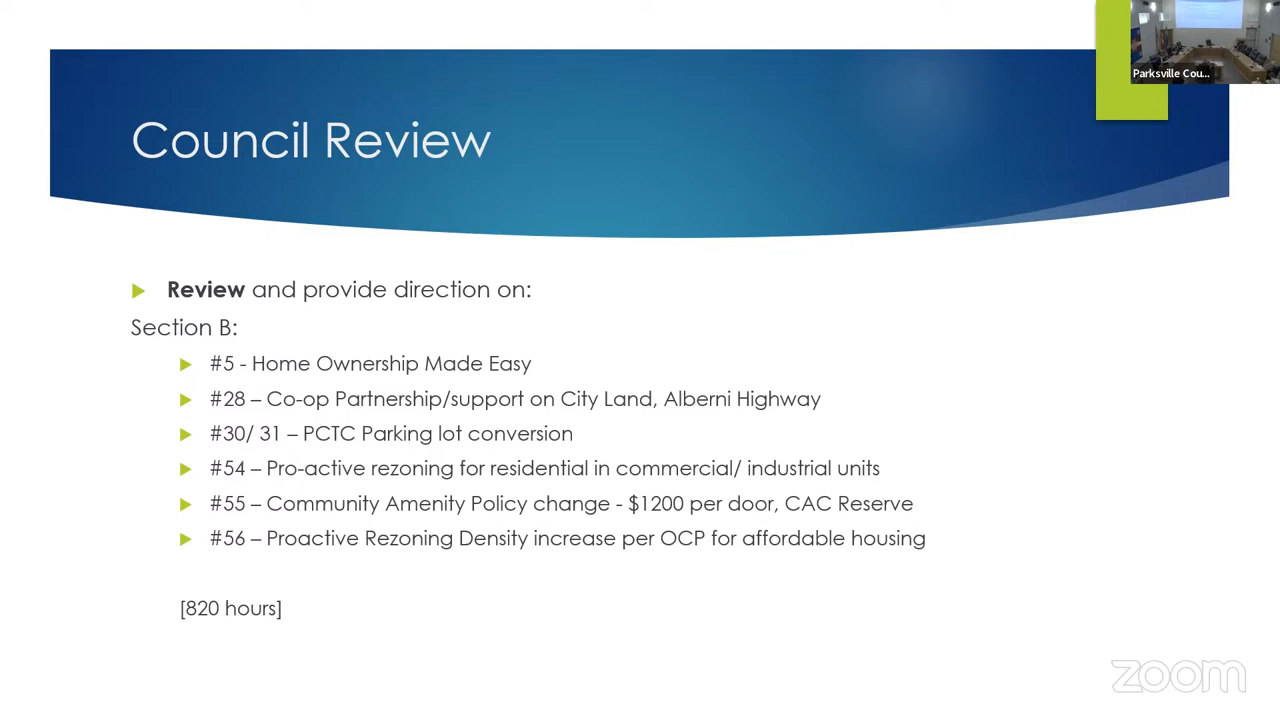 Parksville Cou...
Council Review
Review and provide direction on:
Section B:
#5 - Home Ownership Made Easy
#28 – Co-op Partnership/support on City Land, Alberni Highway
#30/ 31 – PCTC Parking lot conversion
#54 – Pro-active rezoning for residential in commercial/ industrial units
#55 – Community Amenity Policy change - $1200 per door, CAC Reserve
#56 – Proactive Rezoning Density increase per OCP for affordable housing
[820 hours]
zoom